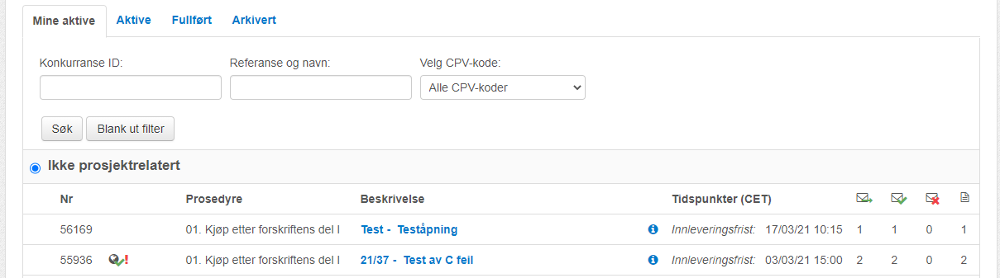 Mine aktive Aktive Fullført Arkivert
Konkurranse ID: Referanse og navn: Velg CPV-kode:
Alle CPV-koder
Søk Blank ut filter
Ikke prosjektrelatert
Nr Prosedyre Beskrivelse Tidspunkter (CET)
56169 01. Kjøp etter forskriftens del I Test - Teståpning Innleveringsfrist: 17/03/21 10:15 1 1 0 1
55936 01. Kjøp etter forskriftens del I 21/37 - Test av C feil Innleveringsfrist: 03/03/21 15:00 2 2 0 2